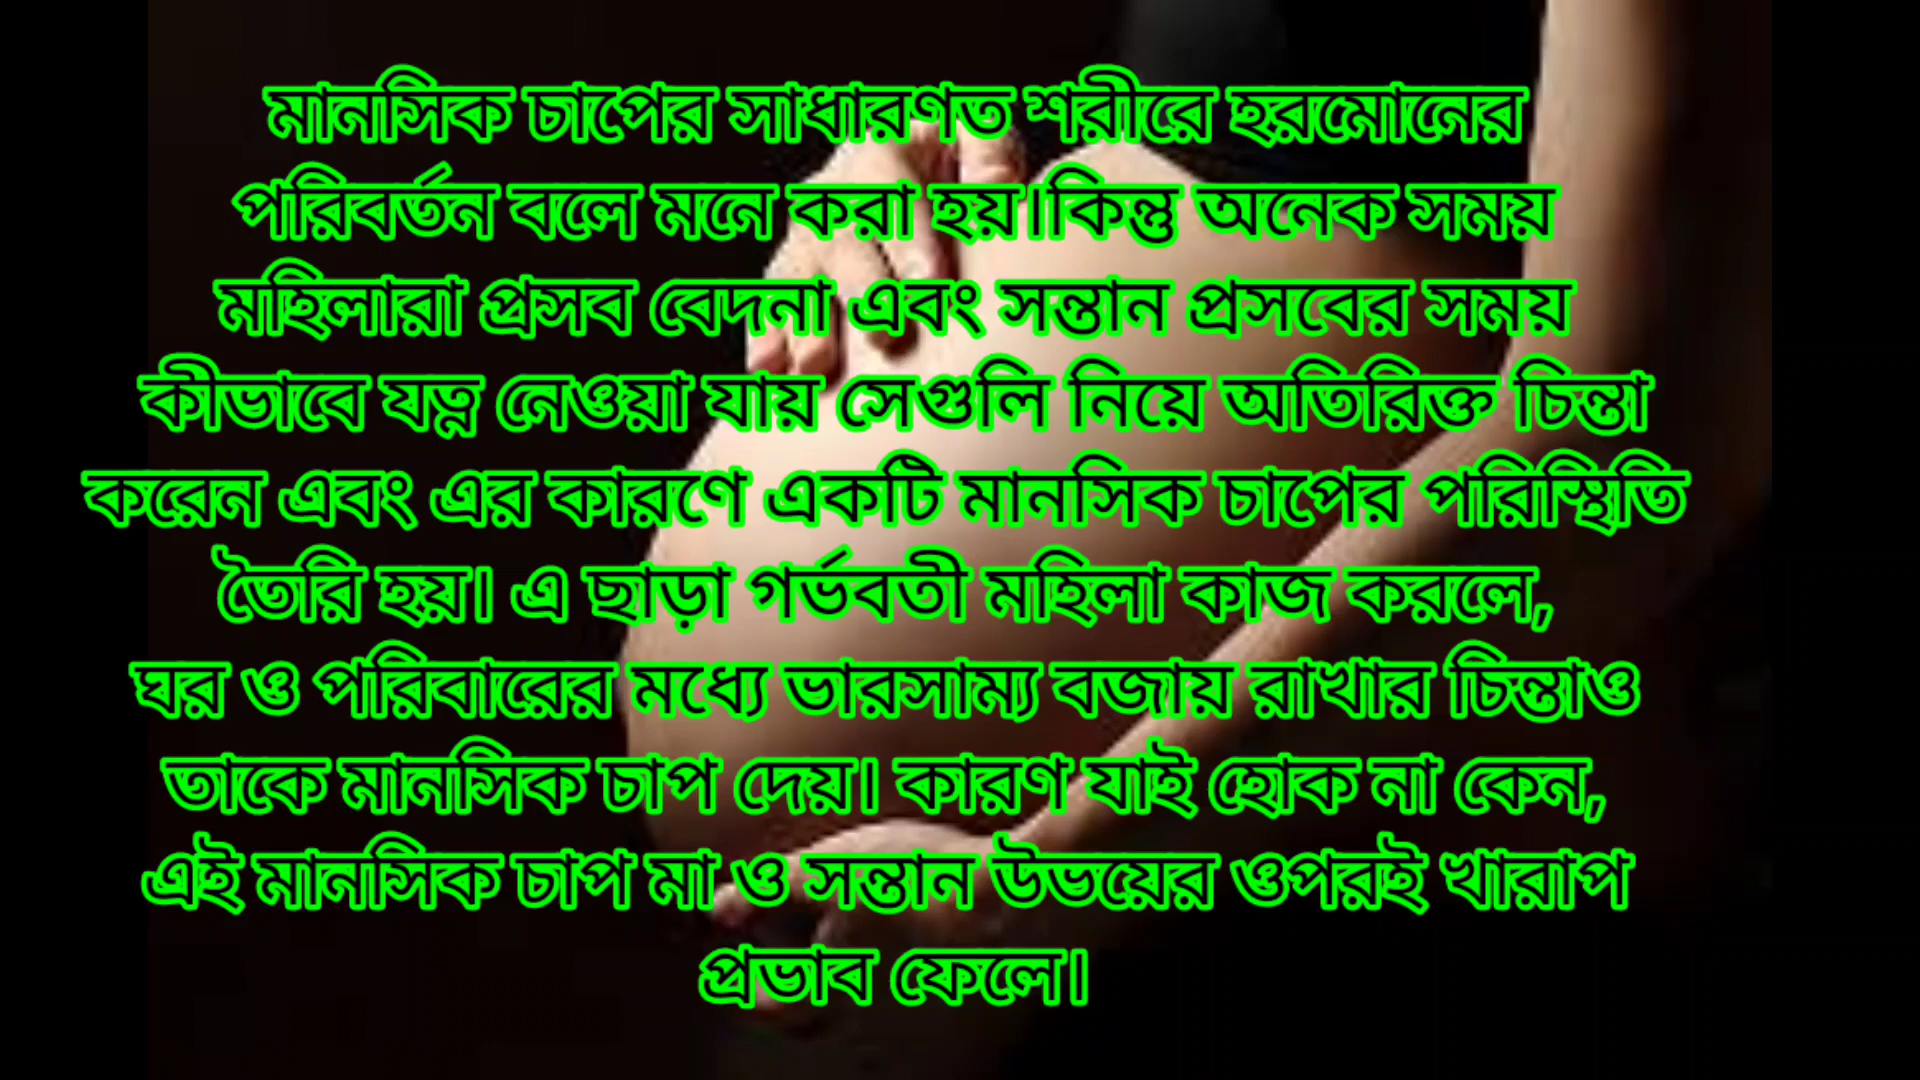 মানসিক চাপের সাধারণত শরীরে হরমোনের
পরিবর্তন বলে মনে করা হয়।কিন্তু অনেক সময়
মহিলারা প্রসব বেদনা এবং সন্তান প্রসবের সময়
কীভাবে যত্ন নেওয়া যায় সেগুলি নিয়ে অতিরিক্ত চিন্তা
করেন এবং এর কারণে একটি মানসিক চাপের পরিস্থিতি
তৈরি হয়। এ ছাড়া গর্ভবতী মহিলা কাজ করলে,
ঘর ও পরিবারের মধ্যে ভারসাম্য বজায় রাখার চিন্তাও
তাকে মানসিক চাপ দেয়। কারণ যাই হোক না কেন,
এই মানসিক চাপ মা ও সন্তান উভয়ের ওপরই খারাপ
প্রভাব ফেলে।